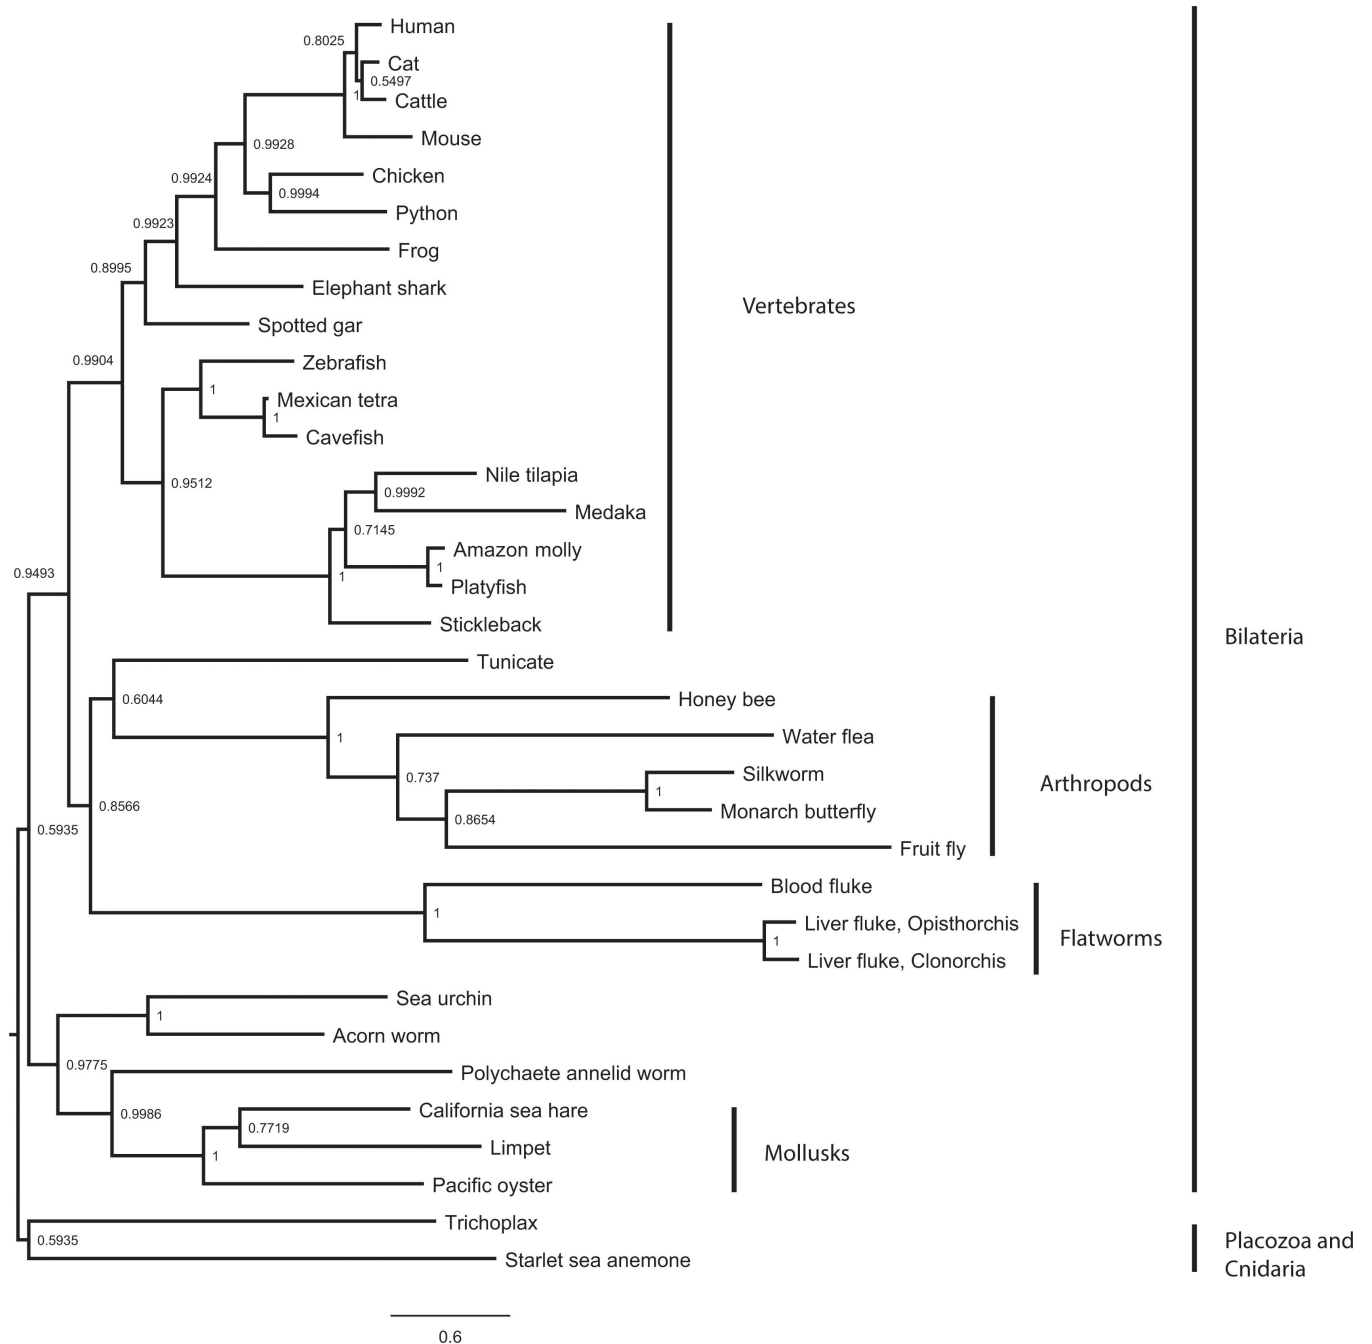 Human
0.8025
Cat
0.5497
1
Cattle
Mouse
0.9928
Chicken
0.9924
0.9994
Python
0.9923
Frog
0.8995
Elephant shark
Vertebrates
Spotted gar
0.9904
Zebrafish
1
Mexican tetra
1
Cavefish
Nile tilapia
0.9512
0.9992
Medaka
0.7145
Amazon molly
1
0.9493
1
Platyfish
Stickleback
Bilateria
Tunicate
0.6044
Honey bee
1
Water flea
0.737
Silkworm
Arthropods
1
0.8566
Monarch butterfly
0.8654
0.5935
Fruit fly
Blood fluke
1
Liver fluke, Opisthorchis
1
Flatworms
Liver fluke, Clonorchis
Sea urchin
1
Acorn worm
0.9775
Polychaete annelid worm
0.9986
California sea hare
0.7719
Limpet
1
Mollusks
Pacific oyster
Trichoplax
0.5935
Placozoa and
Cnidaria
Starlet sea anemone
0.6